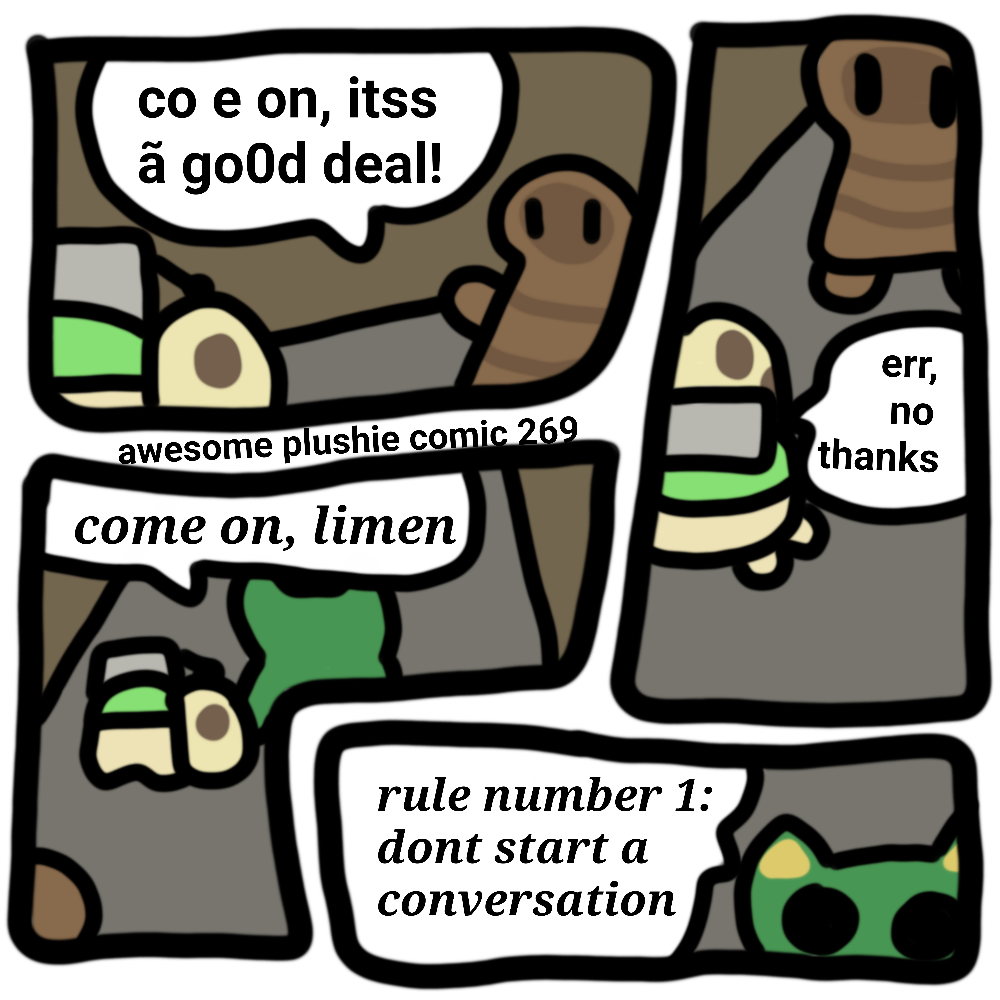 co e on, itss
ã go0d deal!
err,
no
thanks
awesome plushie comic 269
come on, limen
rule number 1:
dont start a
conversation